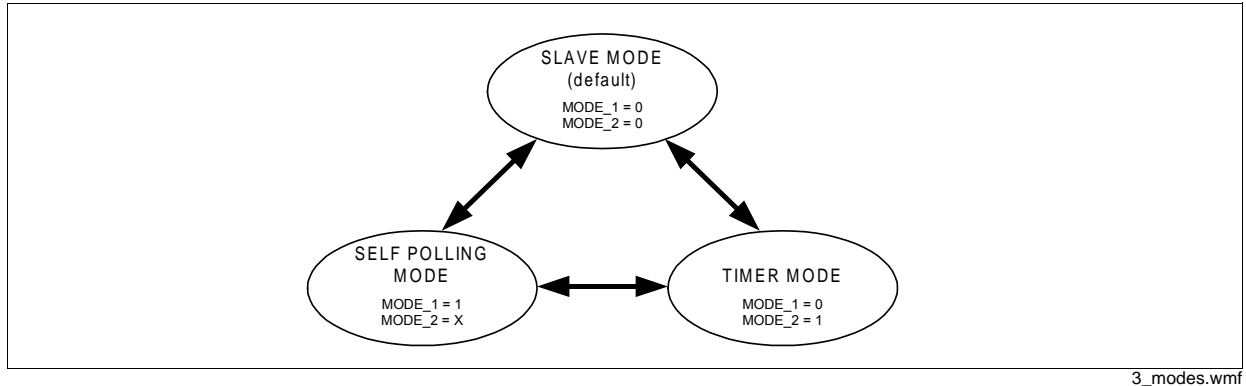 SLAVE MODE
(default)
MODE_1 = 0
MODE_2 = 0
SELF POLLING
MODE
MODE_1 = 1
MODE_2 = X
TIMER MODE
MODE_1 = 0
MODE_2 = 1
3_modes.wmf